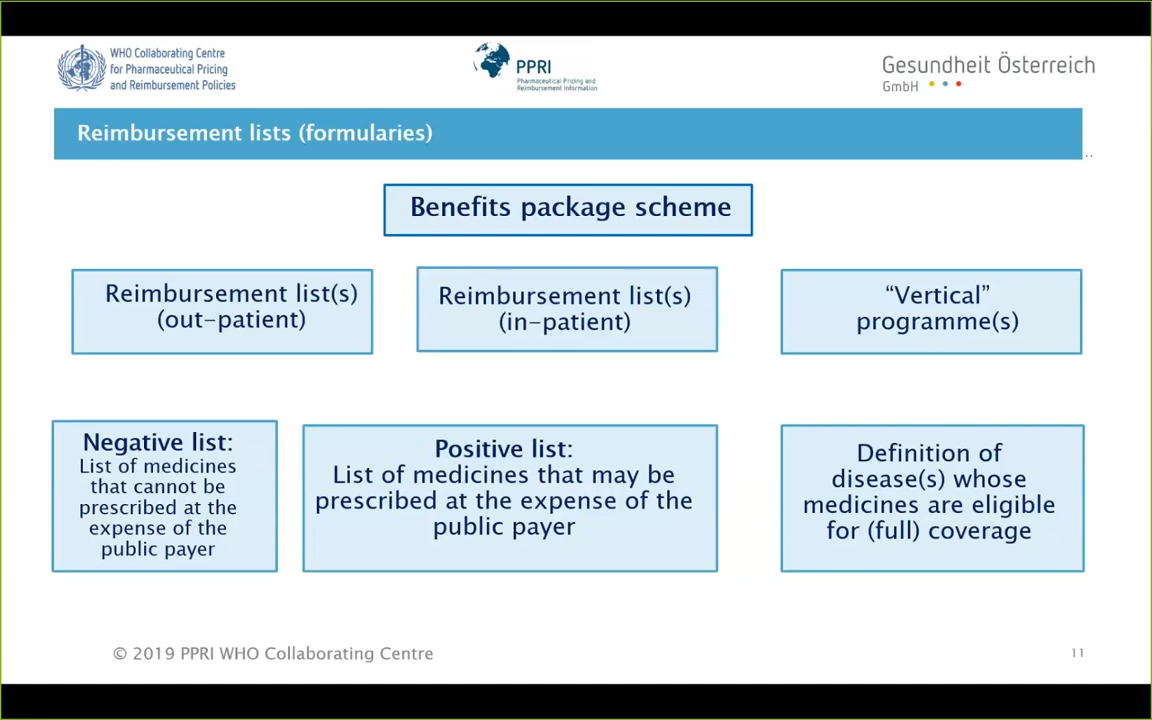 WHO Collaborating Centre
for Pharmaceutical Pricing
and Reimbursement Policies
PPRI
Pharmaceutical Pricing and
Reimbursement Information
Gesundheit Österreich
GmbH
Reimbursement lists (formularies)
..
Benefits package scheme
Reimbursement list(s)
(out-patient)
Reimbursement list(s)
(in-patient)
“Vertical”
programme(s)
Negative list:
List of medicines
that cannot be
prescribed at the
expense of the
public payer
Positive list:
List of medicines that may be
prescribed at the expense of the
public payer
Definition of
disease(s) whose
medicines are eligible
for (full) coverage
© 2019 PPRI WHO Collaborating Centre
11